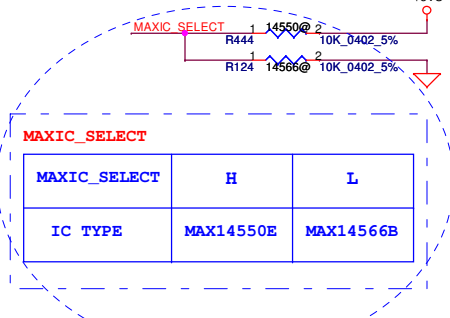 MAXIC_SELECT 1 14550@ 2
R444 10K_0402_5%
1 14566@ 2
R124 10K_0402_5%
MAXIC_SELECT
MAXIC_SELECT H L
IC TYPE MAX14550E MAX14566B